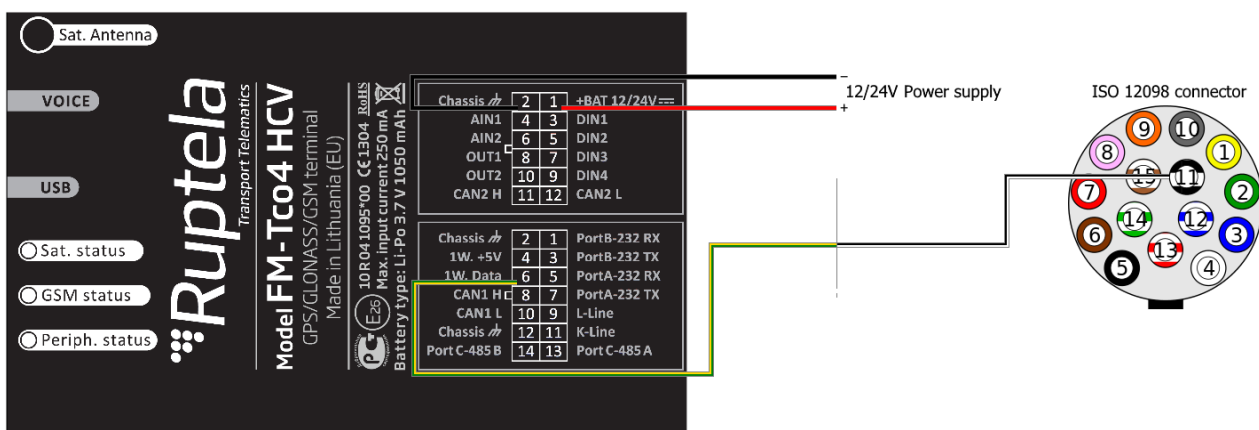 Sat. Antenna
VOICE
USB
Sat. status
GSM status
Periph. status
Ruptela
Transport Telematics
Model FM-Tco4 HCV
GPS/GLONASS/GSM terminal
Made in Lithuania (EU)
E26
10 R 04 1095*00 CE 1304 RoHS
Max. input current 250 mA
Battery type: Li-Po 3.7 V 1050 mAh
Chassis 2 1 +BAT 12/24V
AIN1 4 3 DIN1
AIN2 6 5 DIN2
OUT1 8 7 DIN3
OUT2 10 9 DIN4
CAN2 H 11 12 CAN2 L
Chassis 2 1 PortB-232 RX
1W. +5V 4 3 PortB-232 TX
1W. Data 6 5 PortA-232 RX
CAN1 H 8 7 PortA-232 TX
CAN1 L 10 9 L-Line
Chassis 12 11 K-Line
Port C-485 B 14 13 Port C-485 A
−
12/24V Power supply
+
ISO 12098 connector
9 10
8 1
15 11
7 2
14 12
6 3
13
5 4